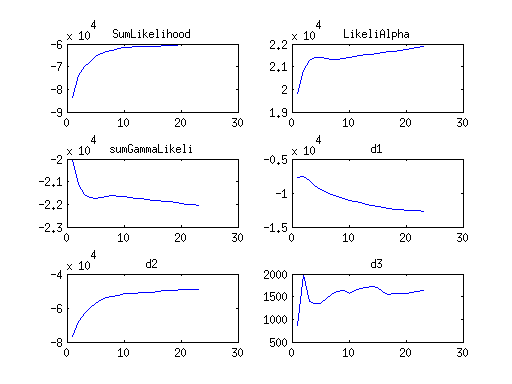 x 10^4 SumLikelihood
-6
-7
-8
-9
0 10 20 30
x 10^4 LikeliAlpha
2.2
2.1
2
1.9
0 10 20 30
x 10^4 sumGammaLikeli
-2
-2.1
-2.2
-2.3
0 10 20 30
x 10^4 d1
-0.5
-1
-1.5
0 10 20 30
x 10^4 d2
-4
-6
-8
0 10 20 30
d3
2000
1500
1000
500
0 10 20 30